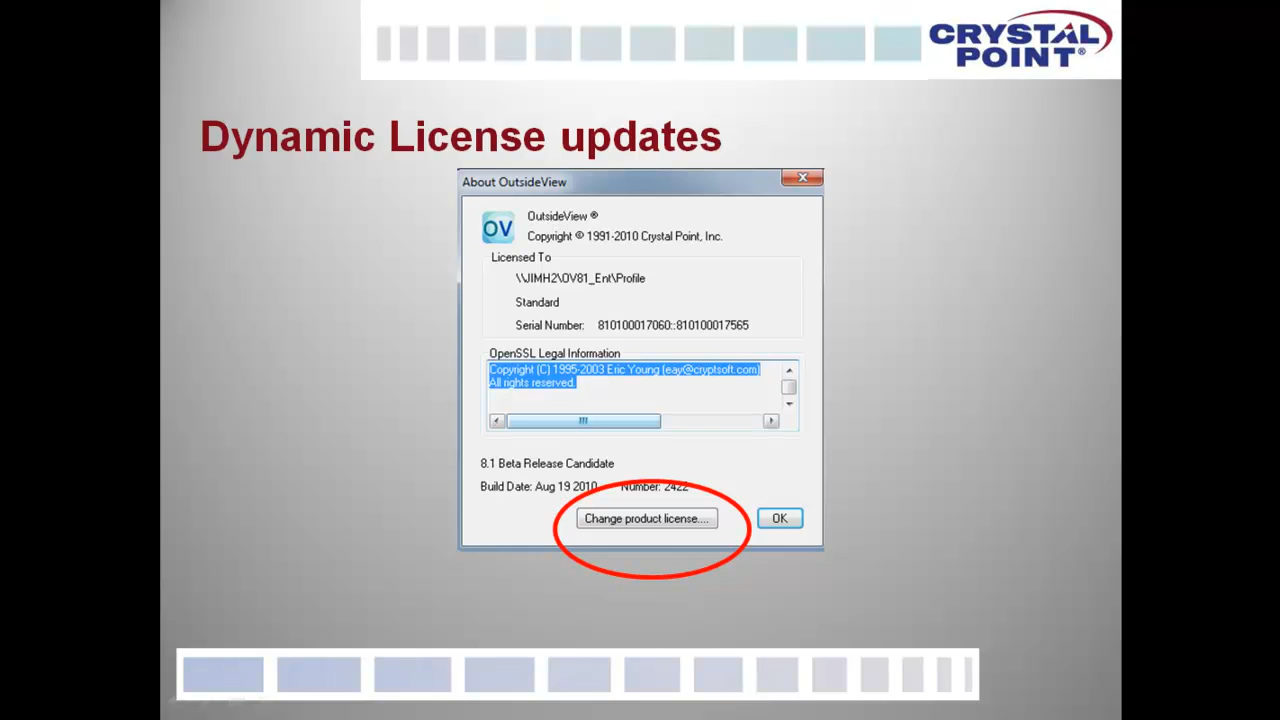 CRYSTAL
POINT®
Dynamic License updates
About OutsideView
OV
OutsideView ®
Copyright © 1991-2010 Crystal Point, Inc.
Licensed To
\\JIMH2\OV81_Ent\Profile
Standard
Serial Number: 810100017060::810100017565
OpenSSL Legal Information
Copyright (C) 1995-2003 Eric Young (eay@cryptsoft.com)
All rights reserved.
8.1 Beta Release Candidate
Build Date: Aug 19 2010 Number: 2422
Change product license....
OK